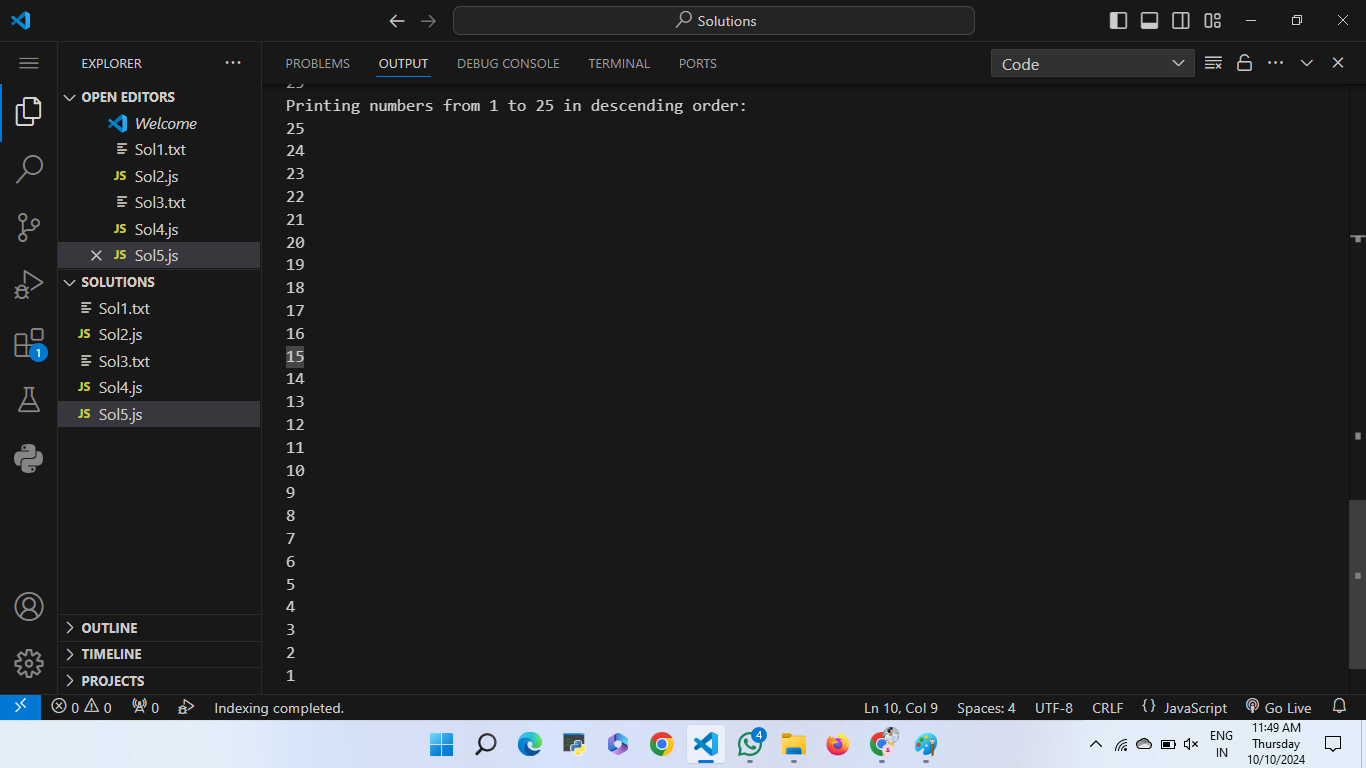 Solutions
EXPLORER
PROBLEMS OUTPUT DEBUG CONSOLE TERMINAL PORTS
Code
OPEN EDITORS
Welcome
Sol1.txt
JS Sol2.js
Sol3.txt
JS Sol4.js
JS Sol5.js
SOLUTIONS
Sol1.txt
JS Sol2.js
Sol3.txt
JS Sol4.js
JS Sol5.js
1
OUTLINE
TIMELINE
PROJECTS
Printing numbers from 1 to 25 in descending order:
25
24
23
22
21
20
19
18
17
16
15
14
13
12
11
10
9
8
7
6
5
4
3
2
1
0 0 0 Indexing completed. Ln 10, Col 9 Spaces: 4 UTF-8 CRLF {} JavaScript Go Live
4
ENG
IN
11:49 AM
Thursday
10/10/2024